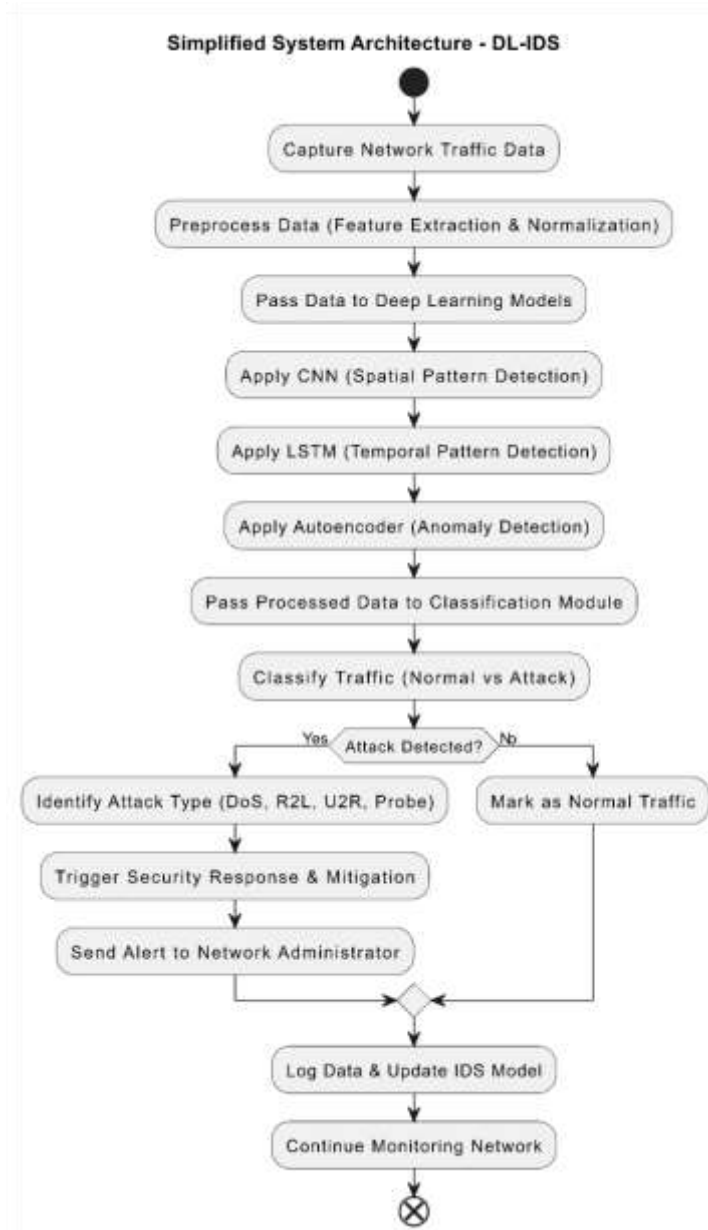 Simplified System Architecture - DL-IDS
Capture Network Traffic Data
Preprocess Data (Feature Extraction & Normalization)
Pass Data to Deep Learning Models
Apply CNN (Spatial Pattern Detection)
Apply LSTM (Temporal Pattern Detection)
Apply Autoencoder (Anomaly Detection)
Pass Processed Data to Classification Module
Classify Traffic (Normal vs Attack)
Yes
Attack Detected?
No
Identify Attack Type (DoS, R2L, U2R, Probe)
Mark as Normal Traffic
Trigger Security Response & Mitigation
Send Alert to Network Administrator
Log Data & Update IDS Model
Continue Monitoring Network